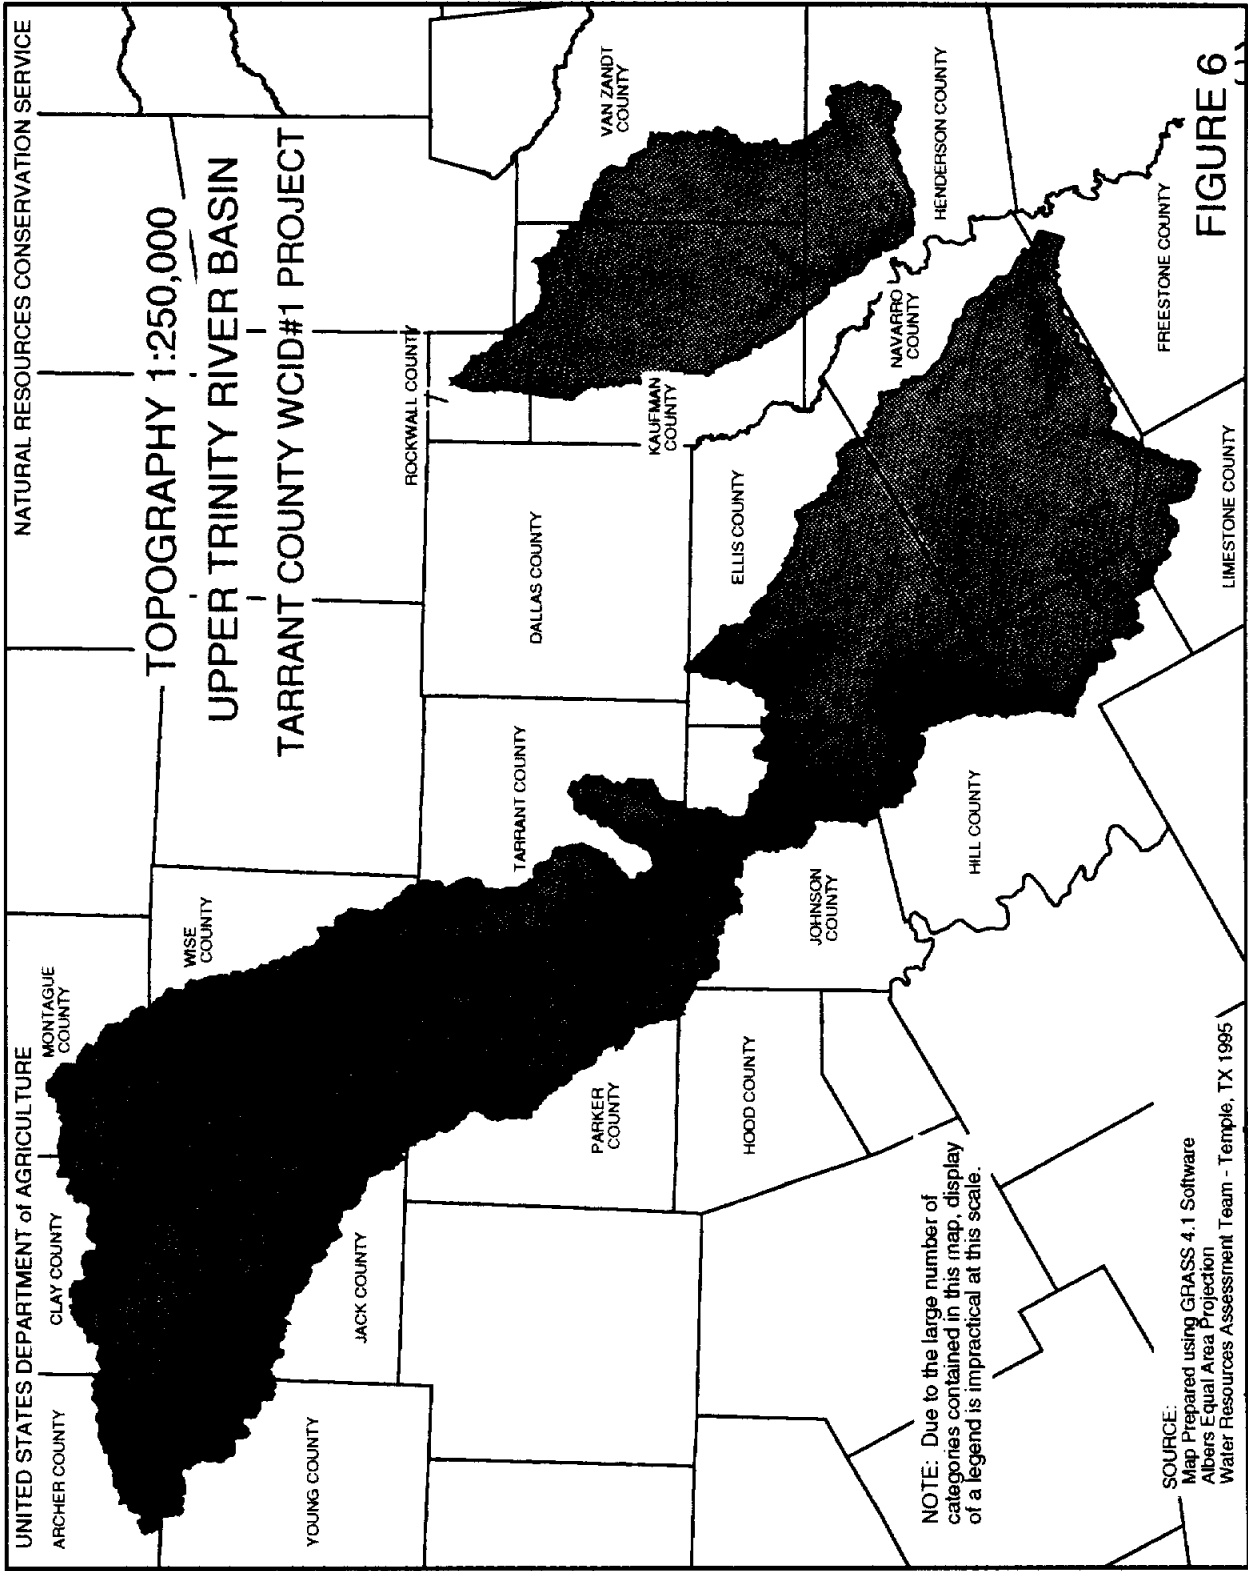 UNITED STATES DEPARTMENT of AGRICULTURE
NATURAL RESOURCES CONSERVATION SERVICE
TOPOGRAPHY 1:250,000
UPPER TRINITY RIVER BASIN
TARRANT COUNTY WCID#1 PROJECT
ARCHER COUNTY
CLAY COUNTY
MONTAGUE
COUNTY
WISE
COUNTY
YOUNG COUNTY
JACK COUNTY
PARKER
COUNTY
TARRANT COUNTY
DALLAS COUNTY
ROCKWALL COUNTY
KAUFMAN
COUNTY
VAN ZANDT
COUNTY
HOOD COUNTY
JOHNSON
COUNTY
ELLIS COUNTY
HILL COUNTY
NAVARRO
COUNTY
HENDERSON COUNTY
FREESTONE COUNTY
LIMESTONE COUNTY
NOTE: Due to the large number of
categories contained in this map, display
of a legend is impractical at this scale.
SOURCE:
Map Prepared using GRASS 4.1 Software
Albers Equal Area Projection
Water Resources Assessment Team - Temple, TX 1995
FIGURE 6